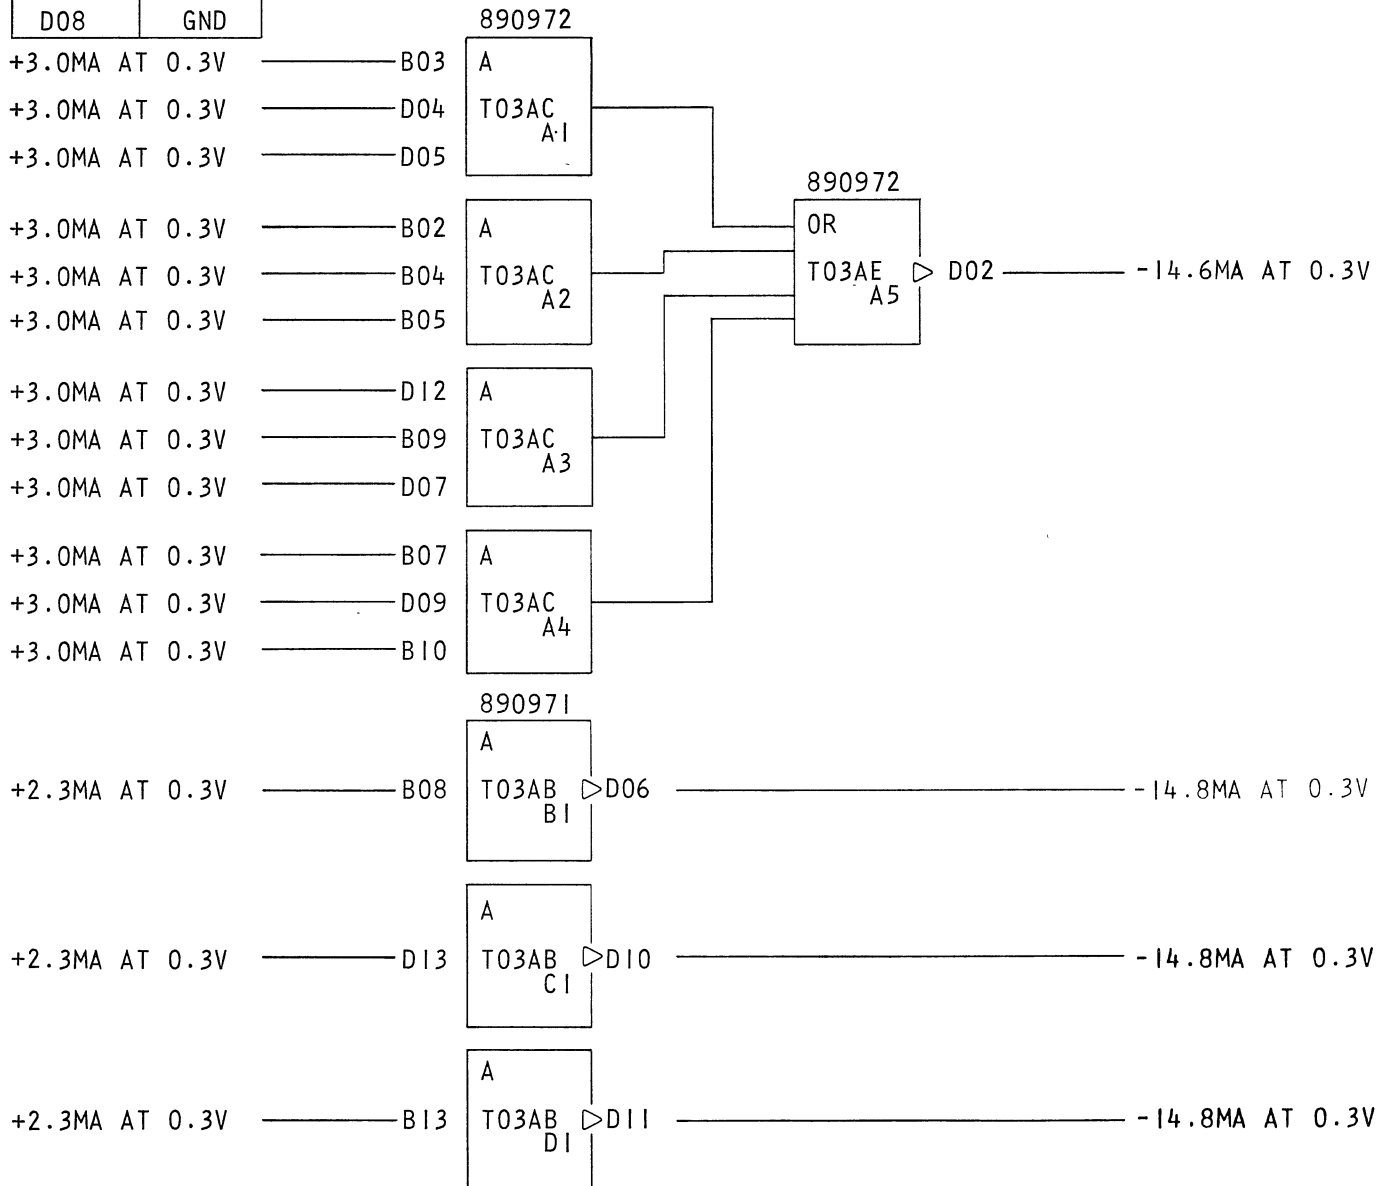 D08 GND
890972
+3.0MA AT 0.3V B03 A
+3.0MA AT 0.3V D04 T03AC
A1
+3.0MA AT 0.3V D05
890972
+3.0MA AT 0.3V B02 A OR
+3.0MA AT 0.3V B04 T03AC T03AE D02 -14.6MA AT 0.3V
A2 A5
+3.0MA AT 0.3V B05
+3.0MA AT 0.3V D12 A
+3.0MA AT 0.3V B09 T03AC
A3
+3.0MA AT 0.3V D07
+3.0MA AT 0.3V B07 A
+3.0MA AT 0.3V D09 T03AC
A4
+3.0MA AT 0.3V B10
890971
A
+2.3MA AT 0.3V B08 T03AB D06 -14.8MA AT 0.3V
B1
A
+2.3MA AT 0.3V D13 T03AB D10 -14.8MA AT 0.3V
C1
A
+2.3MA AT 0.3V B13 T03AB D11 -14.8MA AT 0.3V
D1